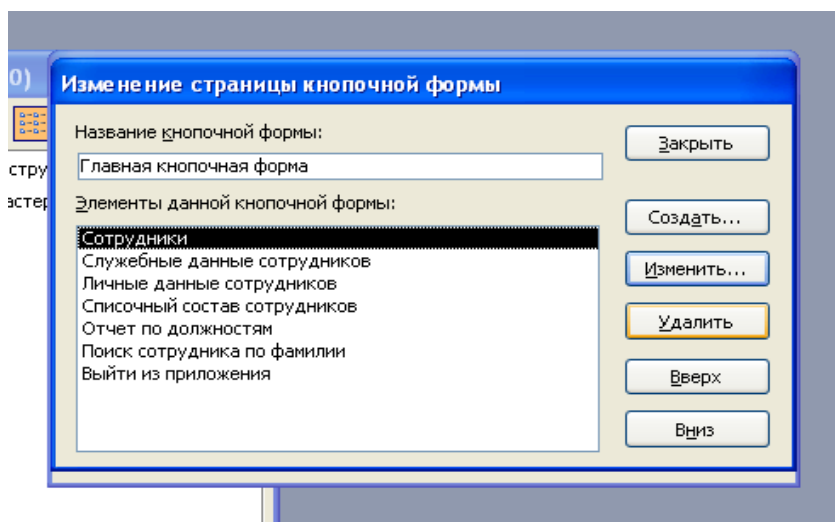 0)
Изменение страницы кнопочной формы
Название кнопочной формы:
Закрыть
Главная кнопочная форма
стру
астер
Элементы данной кнопочной формы:
Создать...
Сотрудники
Служебные данные сотрудников
Изменить...
Личные данные сотрудников
Списочный состав сотрудников
Отчет по должностям
Удалить
Поиск сотрудника по фамилии
Выйти из приложения
Вверх
Вниз